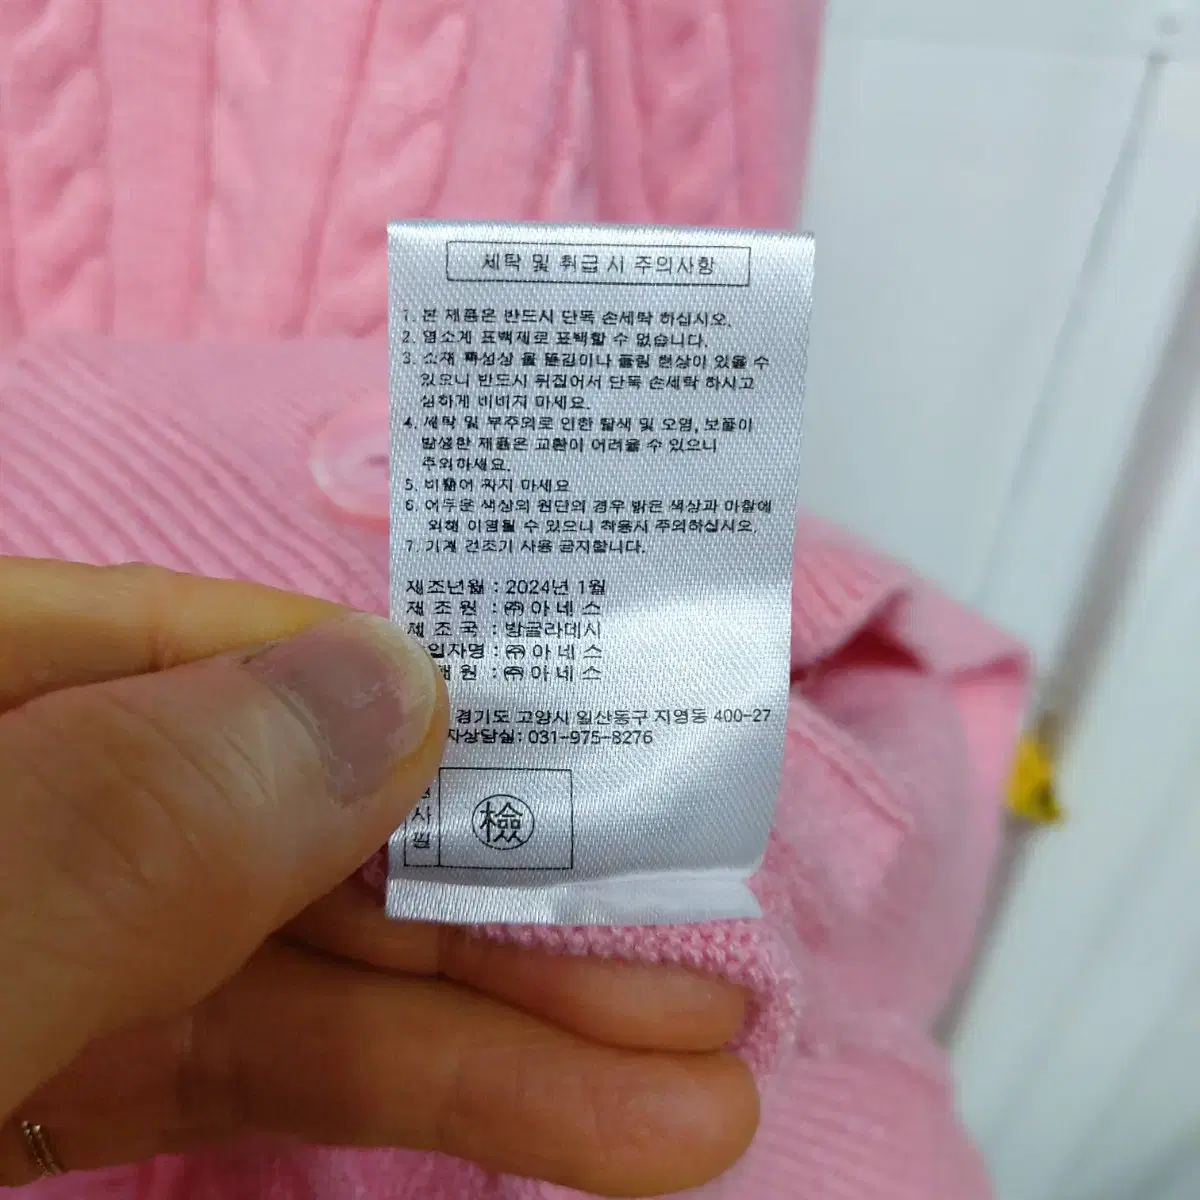 세탁 및 취급 시 주의사항
1. 본 제품은 반드시 단독 손세탁 하십시오.
2. 염소계 표백제로 표백할 수 없습니다.
3. 소재 특성상 올 뜯김이나 돌림 현상이 있을 수
있으니 반드시 뒤집어서 단독 손세탁 하시고
심하게 비비지 마세요.
4. 세탁 및 부주의로 인한 탈색 및 오염, 보풀이
발생한 제품은 교환이 어려울 수 있으니
주의하세요.
5. 비틀어 짜지 마세요
6. 어두운 색상의 원단의 경우 밝은 색상과 마찰에
의해 이염될 수 있으니 착용시 주의하십시오.
7. 기계 건조기 사용 금지합니다.
제조년월 : 2024년 1월
제 조 원 : ㈜아네스
제 조 국 : 방글라데시
입자명 : ㈜아네스
원 : ㈜아네스
경기도 고양시 일산동구 지영동 400-27
자상담실: 031-975-8276
사
원
檢